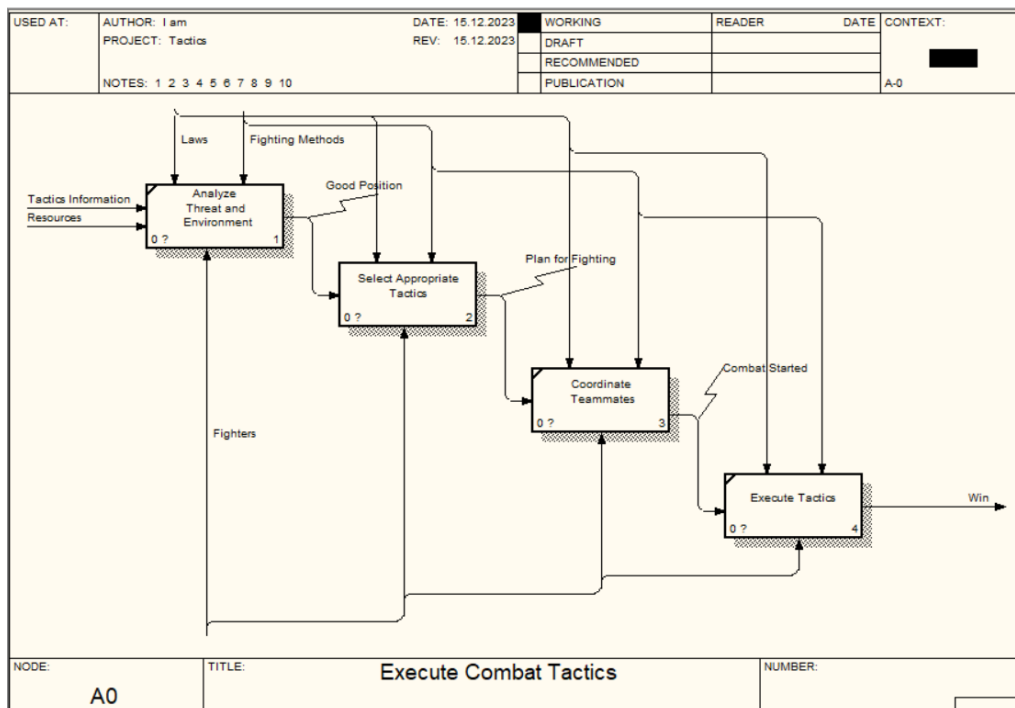 USED AT:
AUTHOR: I am
DATE: 15.12.2023
PROJECT: Tactics
REV: 15.12.2023
NOTES: 1 2 3 4 5 6 7 8 9 10
WORKING
DRAFT
RECOMMENDED
PUBLICATION
READER DATE
CONTEXT:
A-0
Laws
Fighting Methods
Tactics Information
Resources
Analyze
Threat and
Environment
0 ? 1
Good Position
Select Appropriate
Tactics
0 ? 2
Plan for Fighting
Coordinate
Teammates
0 ? 3
Combat Started
Fighters
Execute Tactics
0 ? 4
Win
NODE:
A0
TITLE:
Execute Combat Tactics
NUMBER: